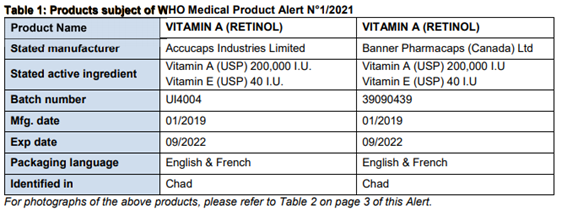 Table 1: Products subject of WHO Medical Product Alert N°1/2021
Product Name VITAMIN A (RETINOL) VITAMIN A (RETINOL)
Stated manufacturer Accucaps Industries Limited Banner Pharmacaps (Canada) Ltd
Stated active ingredient Vitamin A (USP) 200,000 I.U. Vitamin A (USP) 200,000 I.U
Vitamin E (USP) 40 I.U. Vitamin E (USP) 40 I.U
Batch number UI4004 39090439
Mfg. date 01/2019 01/2019
Exp date 09/2022 09/2022
Packaging language English & French English & French
Identified in Chad Chad
For photographs of the above products, please refer to Table 2 on page 3 of this Alert.